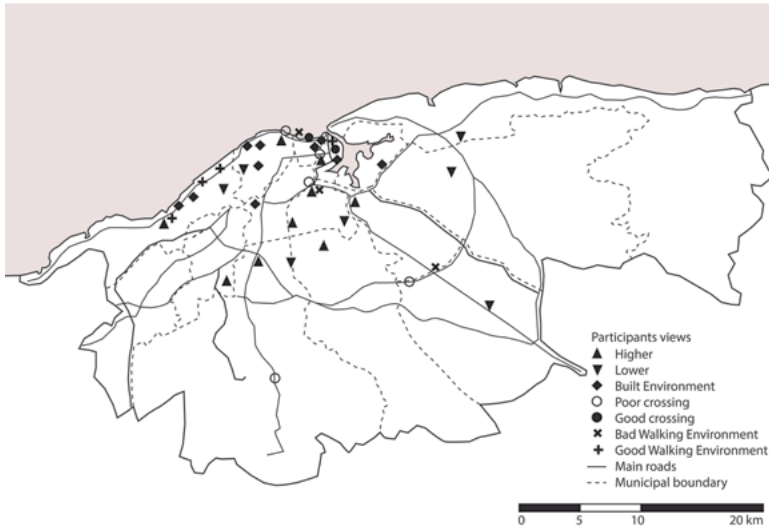 Participants views
Higher
Lower
Built Environment
Poor crossing
Good crossing
Bad Walking Environment
Good Walking Environment
Main roads
Municipal boundary
0 5 10 20 km